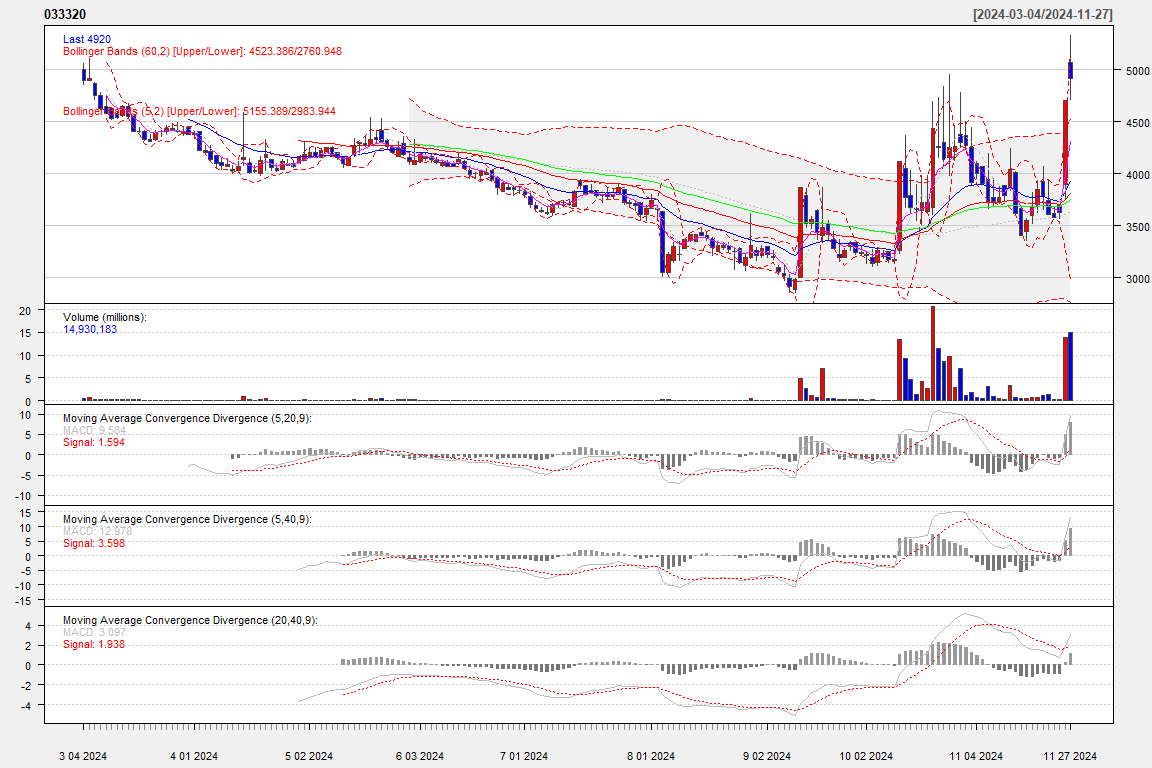 033320 [2024-03-04/2024-11-27]
Last 4920
Bollinger Bands (60,2) [Upper/Lower]: 4523.386/2760.948
Bollinger Bands (5,2) [Upper/Lower]: 5155.389/2983.944
5000
4500
4000
3500
3000
Volume (millions):
14,930,183
20
15
10
5
0
Moving Average Convergence Divergence (5,20,9):
MACD: 9.584
Signal: 1.594
10
5
0
-5
-10
Moving Average Convergence Divergence (5,40,9):
MACD: 12.978
Signal: 3.598
15
10
5
0
-5
-10
-15
Moving Average Convergence Divergence (20,40,9):
MACD: 3.097
Signal: 1.938
4
2
0
-2
-4
3 04 2024 4 01 2024 5 02 2024 6 03 2024 7 01 2024 8 01 2024 9 02 2024 10 02 2024 11 04 2024 11 27 2024